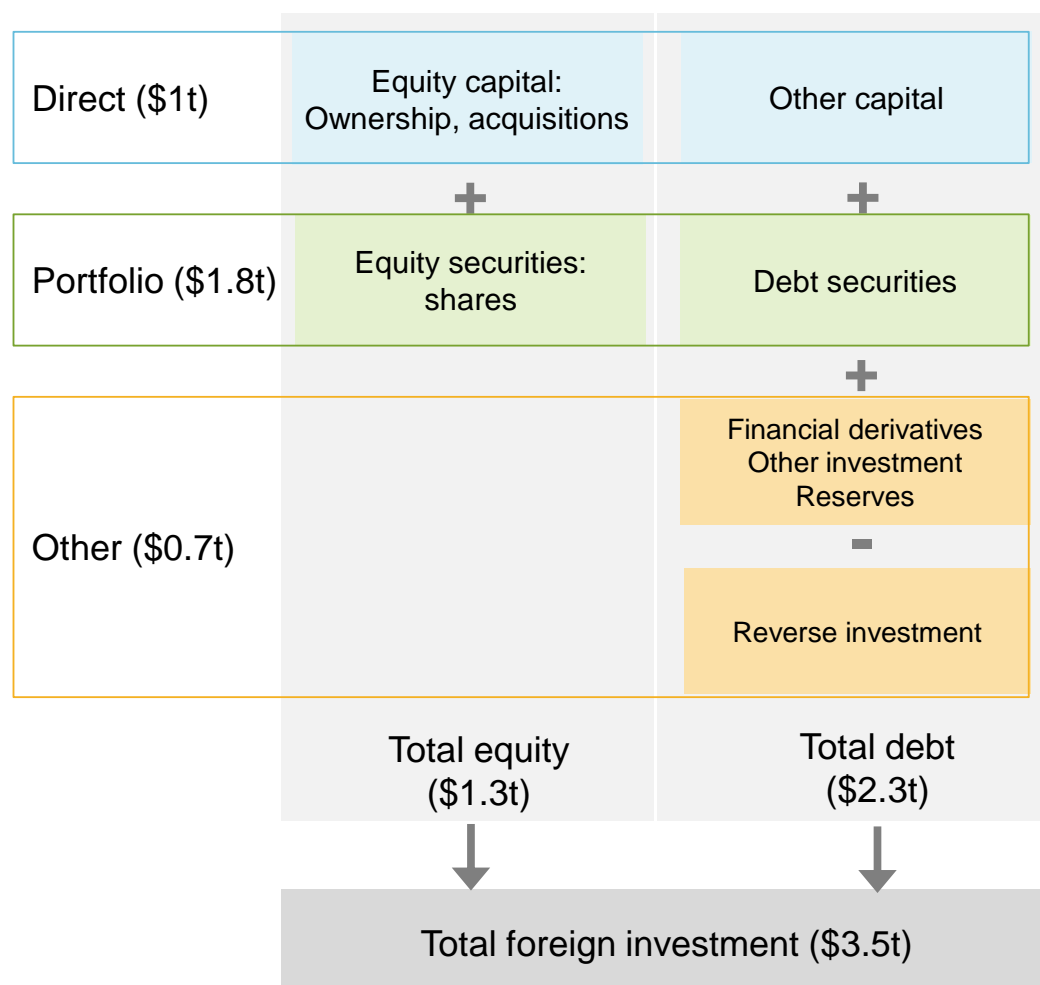 Direct ($1t)
Equity capital:
Ownership, acquisitions
Other capital
+
+
Portfolio ($1.8t)
Equity securities:
shares
Debt securities
+
Other ($0.7t)
Financial derivatives
Other investment
Reserves
-
Reverse investment
Total equity
($1.3t)
Total debt
($2.3t)
Total foreign investment ($3.5t)